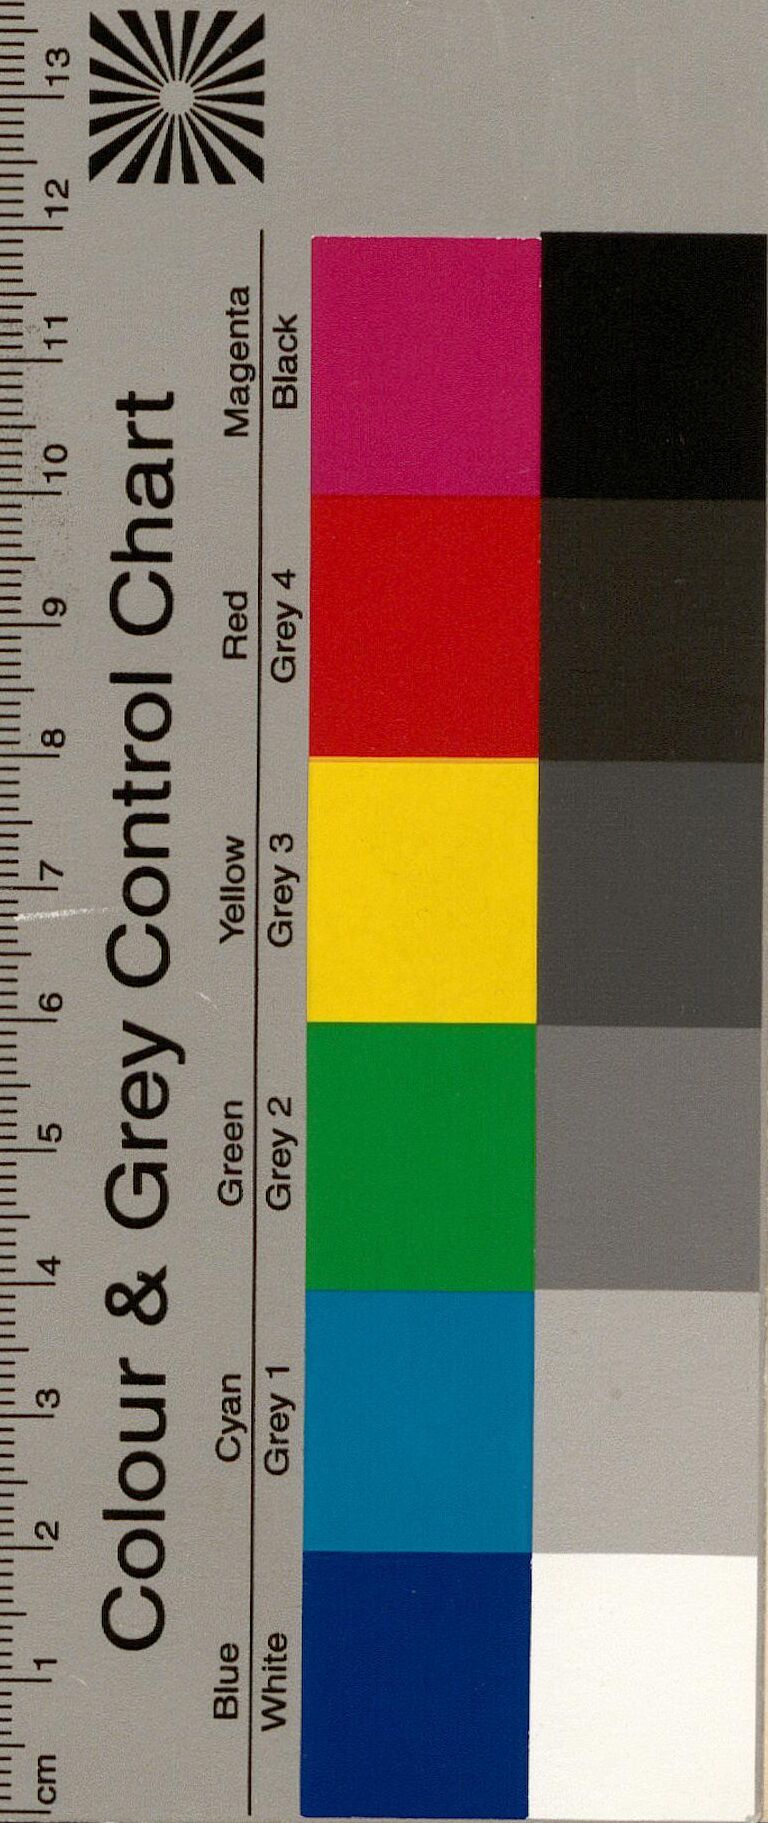 cm 1 2 3 4 5 6 7 8 9 10 11 12 13
Colour & Grey Control Chart
Blue Cyan Green Yellow Red Magenta
White Grey 1 Grey 2 Grey 3 Grey 4 Black